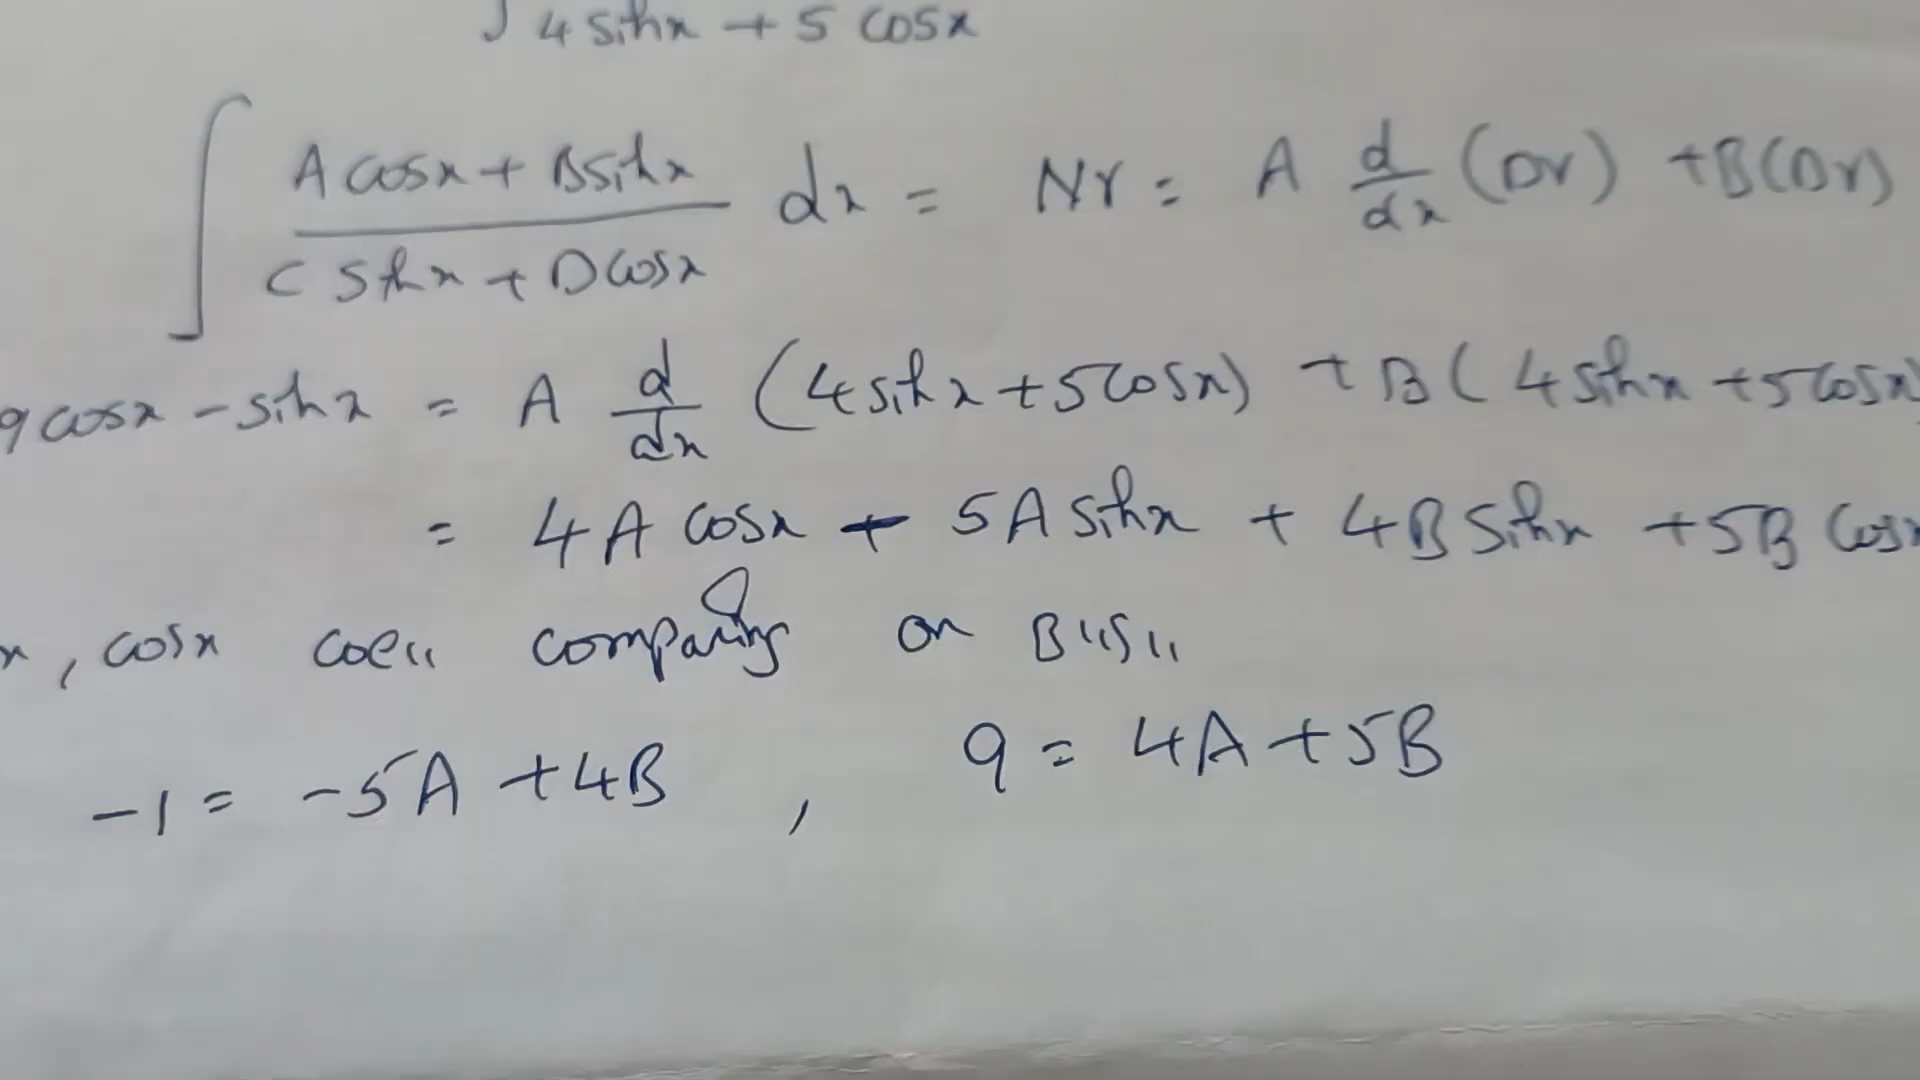 ∫ 4 sinx + 5 cosx
∫ (A cosx + B sinx)/(C sinx + D cosx) dx = Nr = A d/dx (Dr) + B(Dr)
9 cosx - sinx = A d/dx (4 sinx + 5 cosx) + B( 4 sinx + 5 cosx)
= 4A cosx - 5A sinx + 4B sinx + 5B cosx
x, cosx coe11 comparing on B11S11
-1 = -5A + 4B , 9 = 4A + 5B